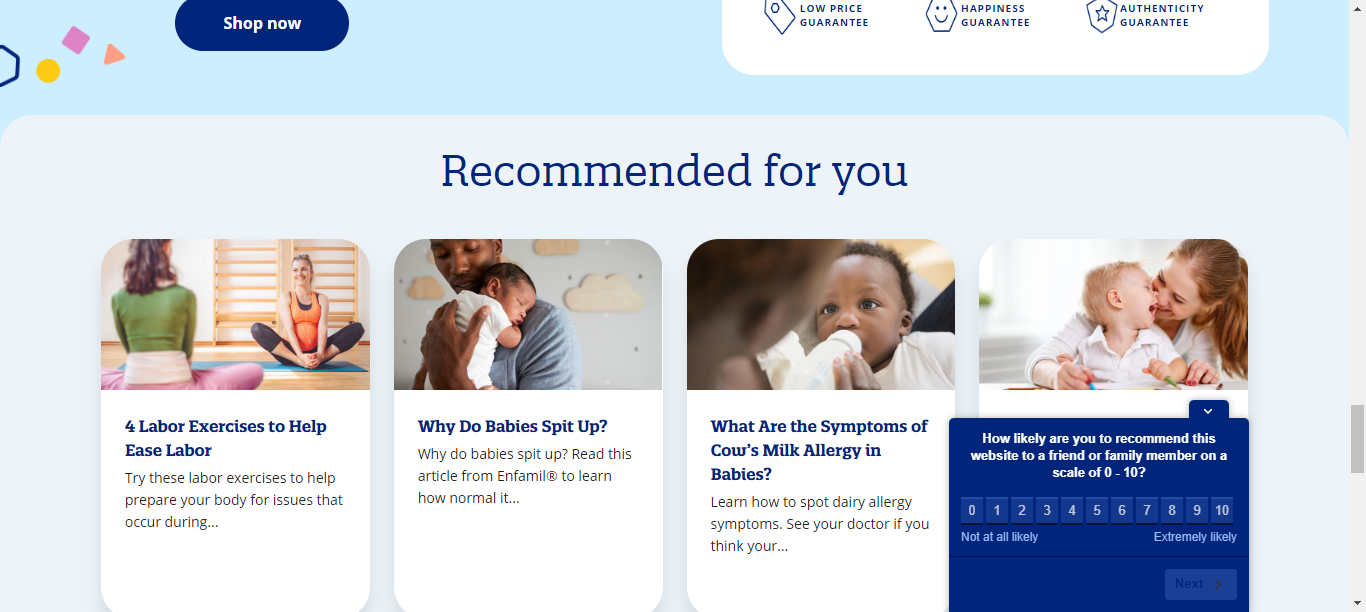 Shop now
LOW PRICE
GUARANTEE
HAPPINESS
GUARANTEE
AUTHENTICITY
GUARANTEE
Recommended for you
4 Labor Exercises to Help
Ease Labor
Try these labor exercises to help
prepare your body for issues that
occur during...
Why Do Babies Spit Up?
Why do babies spit up? Read this
article from Enfamil® to learn
how normal it...
What Are the Symptoms of
Cow's Milk Allergy in
Babies?
Learn how to spot dairy allergy
symptoms. See your doctor if you
think your...
How likely are you to recommend this
website to a friend or family member on a
scale of 0 - 10?
0 1 2 3 4 5 6 7 8 9 10
Not at all likely Extremely likely
Next